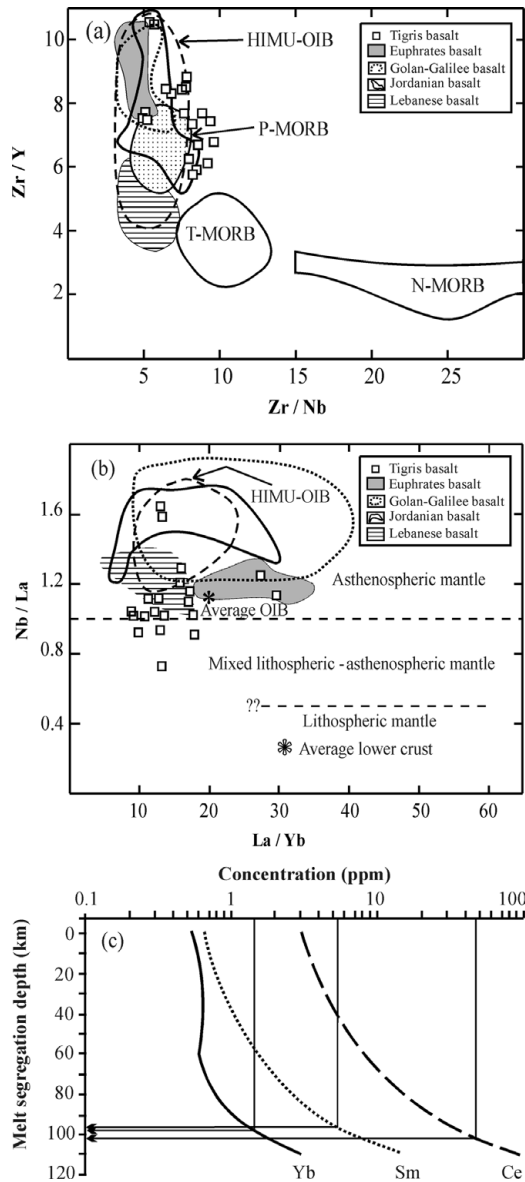 (a)
HIMU-OIB
P-MORB
T-MORB
N-MORB
Tigris basalt
Euphrates basalt
Golan-Galilee basalt
Jordanian basalt
Lebanese basalt
Zr / Y
10
8
6
4
2
5
10
15
20
25
Zr / Nb
(b)
HIMU-OIB
Tigris basalt
Euphrates basalt
Golan-Galilee basalt
Jordanian basalt
Lebanese basalt
Asthenospheric mantle
Average OIB
Mixed lithospheric -asthenospheric mantle
??
Lithospheric mantle
Average lower crust
Nb / La
1.6
1.2
0.8
0.4
10
20
30
40
50
60
La / Yb
Concentration (ppm)
0.1
1
10
100
(c)
Melt segregation depth (km)
0
20
40
60
80
100
120
Yb
Sm
Ce